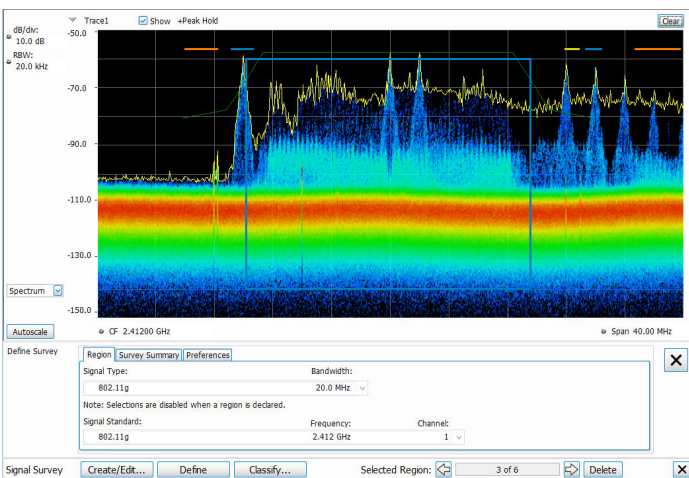 Trace1 Show +Peak Hold Clear
dB/div:
10.0 dB
RBW:
20.0 kHz
-50.0
-70.0
-90.0
-110.0
-130.0
-150.0
Spectrum
Autoscale CF 2.41200 GHz Span 40.00 MHz
Define Survey
Region Survey Summary Preferences
Signal Type: Bandwidth:
802.11g 20.0 MHz
Note: Selections are disabled when a region is declared.
Signal Standard: Frequency: Channel:
802.11g 2.412 GHz 1
Signal Survey Create/Edit... Define Classify... Selected Region: 3 of 6 Delete